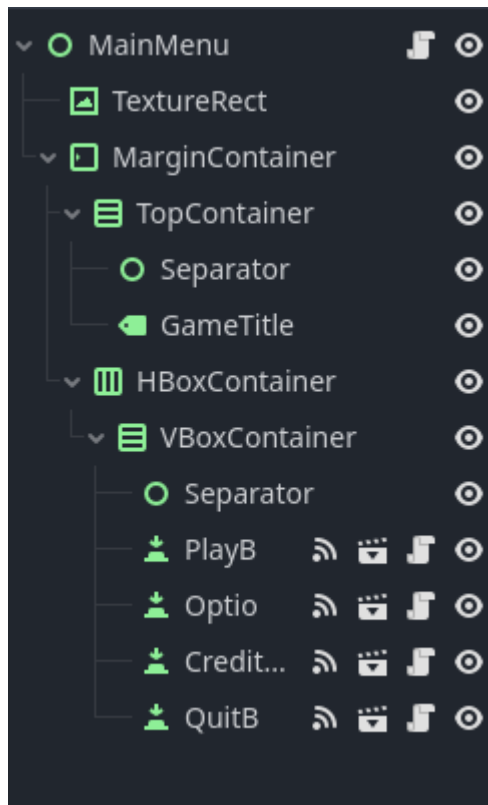 MainMenu
TextureRect
MarginContainer
TopContainer
Separator
GameTitle
HBoxContainer
VBoxContainer
Separator
PlayB
Optio
Credit...
QuitB